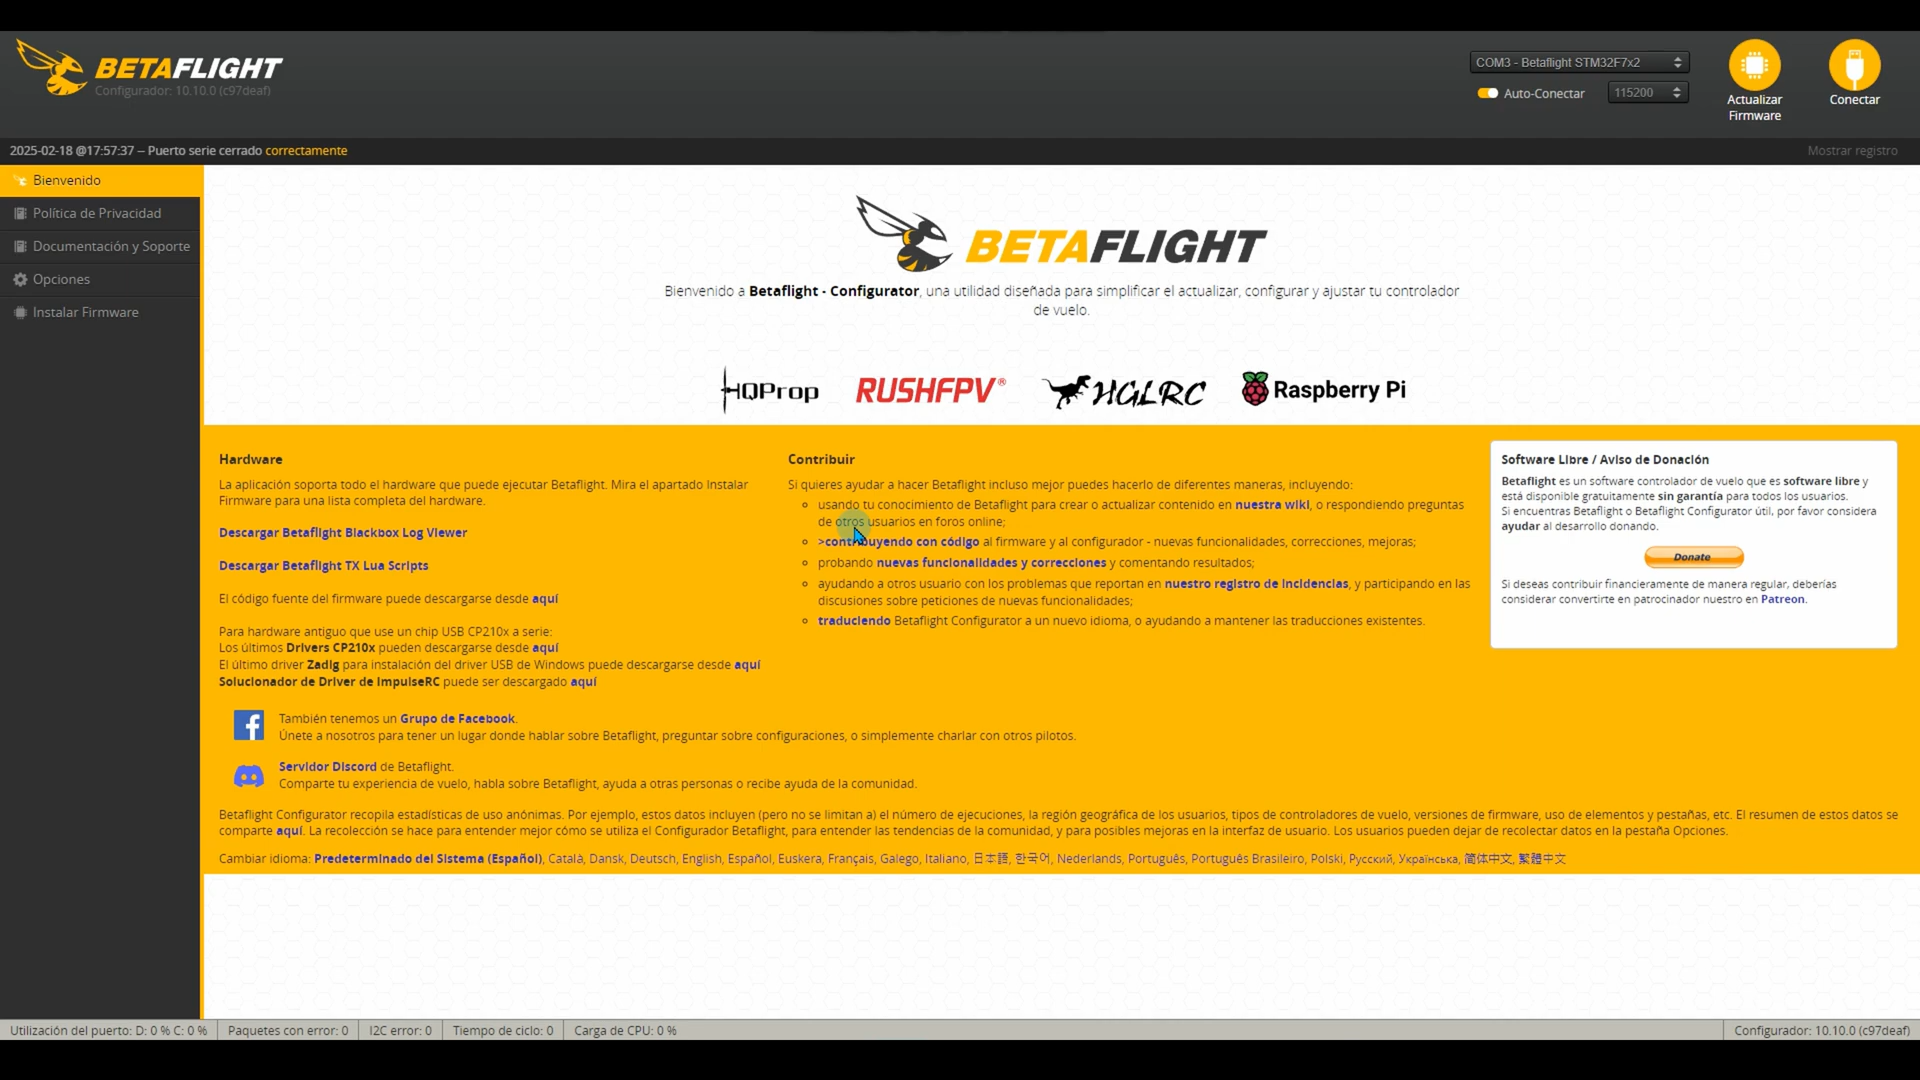 BETAFLIGHT
Configurador: 10.10.0 (c97deaf)
COM3 - Betaflight STM32F7x2
Auto-Conectar
115200
Actualizar
Firmware
Conectar
2025-02-18 @17:57:37 -- Puerto serie cerrado correctamente
Mostrar registro
Bienvenido
Política de Privacidad
Documentación y Soporte
Opciones
Instalar Firmware
BETAFLIGHT
Bienvenido a Betaflight - Configurator, una utilidad diseñada para simplificar el actualizar, configurar y ajustar tu controlador
de vuelo.
HQProp
RUSHFPV®
HGLRC
Raspberry Pi
Hardware
La aplicación soporta todo el hardware que puede ejecutar Betaflight. Mira el apartado Instalar
Firmware para una lista completa del hardware.
Descargar Betaflight Blackbox Log Viewer
Descargar Betaflight TX Lua Scripts
El código fuente del firmware puede descargarse desde aquí
Para hardware antiguo que use un chip USB CP210x a serie:
Los últimos Drivers CP210x pueden descargarse desde aquí
El último driver Zadig para instalación del driver USB de Windows puede descargarse desde aquí
Solucionador de Driver de ImpulseRC puede ser descargado aquí
Contribuir
Si quieres ayudar a hacer Betaflight incluso mejor puedes hacerlo de diferentes maneras, incluyendo:
usando tu conocimiento de Betaflight para crear o actualizar contenido en nuestra wiki, o respondiendo preguntas
de otros usuarios en foros online;
>contribuyendo con código al firmware y al configurador - nuevas funcionalidades, correcciones, mejoras;
probando nuevas funcionalidades y correcciones y comentando resultados;
ayudando a otros usuario con los problemas que reportan en nuestro registro de incidencias, y participando en las
discusiones sobre peticiones de nuevas funcionalidades;
traduciendo Betaflight Configurator a un nuevo idioma, o ayudando a mantener las traducciones existentes.
Software Libre / Aviso de Donación
Betaflight es un software controlador de vuelo que es software libre y
está disponible gratuitamente sin garantía para todos los usuarios.
Si encuentras Betaflight o Betaflight Configurator útil, por favor considera
ayudar al desarrollo donando.
Donate
Si deseas contribuir financieramente de manera regular, deberías
considerar convertirte en patrocinador nuestro en Patreon.
También tenemos un Grupo de Facebook.
Únete a nosotros para tener un lugar donde hablar sobre Betaflight, preguntar sobre configuraciones, o simplemente charlar con otros pilotos.
Servidor Discord de Betaflight.
Comparte tu experiencia de vuelo, habla sobre Betaflight, ayuda a otras personas o recibe ayuda de la comunidad.
Betaflight Configurator recopila estadísticas de uso anónimas. Por ejemplo, estos datos incluyen (pero no se limitan a) el número de ejecuciones, la región geográfica de los usuarios, tipos de controladores de vuelo, versiones de firmware, uso de elementos y pestañas, etc. El resumen de estos datos se
comparte aquí. La recolección se hace para entender mejor cómo se utiliza el Configurador Betaflight, para entender las tendencias de la comunidad, y para posibles mejoras en la interfaz de usuario. Los usuarios pueden dejar de recolectar datos en la pestaña Opciones.
Cambiar idioma: Predeterminado del Sistema (Español), Català, Dansk, Deutsch, English, Español, Euskera, Français, Galego, Italiano, 日本語, 한국어, Nederlands, Português, Português Brasileiro, Polski, Русский, Українська, 简体中文, 繁體中文
Utilización del puerto: D: 0 % C: 0 %
Paquetes con error: 0
I2C error: 0
Tiempo de ciclo: 0
Carga de CPU: 0 %
Configurador: 10.10.0 (c97deaf)